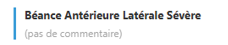 Béance Antérieure Latérale Sévère
(pas de commentaire)